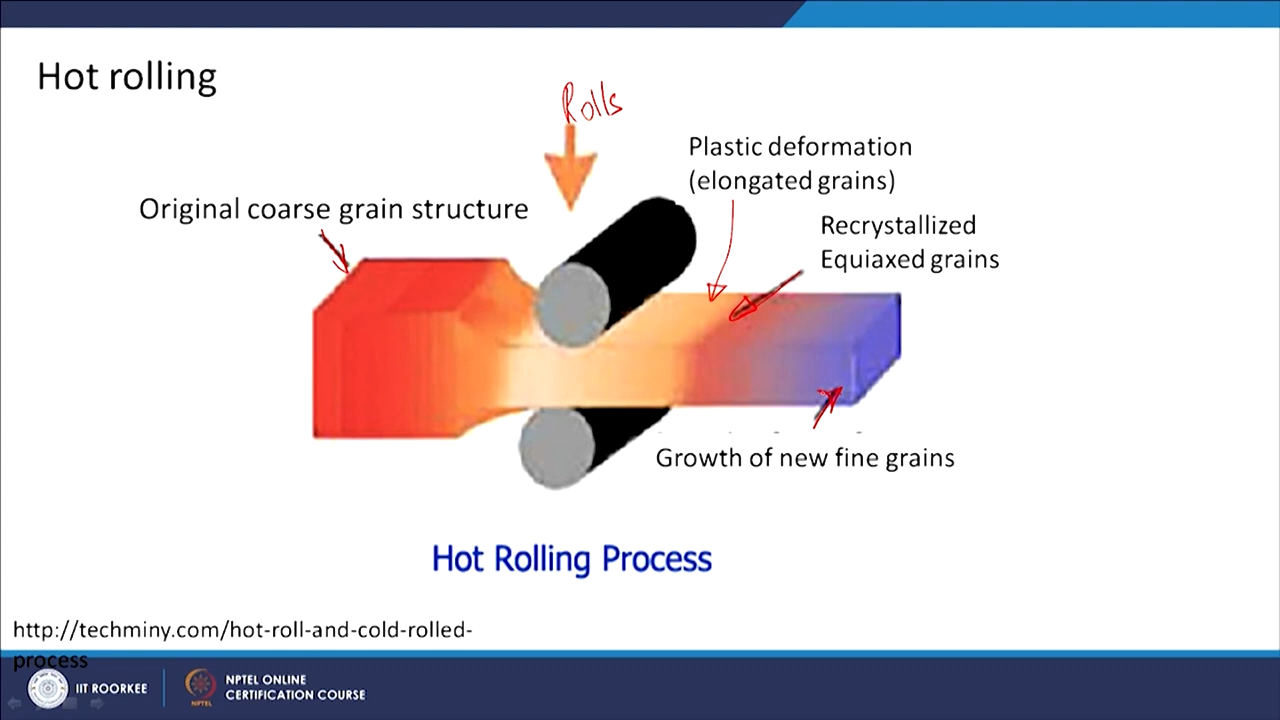 Hot rolling
Rolls
Plastic deformation
(elongated grains)
Original coarse grain structure
Recrystallized
Equiaxed grains
Growth of new fine grains
Hot Rolling Process
http://techminy.com/hot-roll-and-cold-rolled-
process
IIT ROORKEE
NPTEL
NPTEL ONLINE
CERTIFICATION COURSE